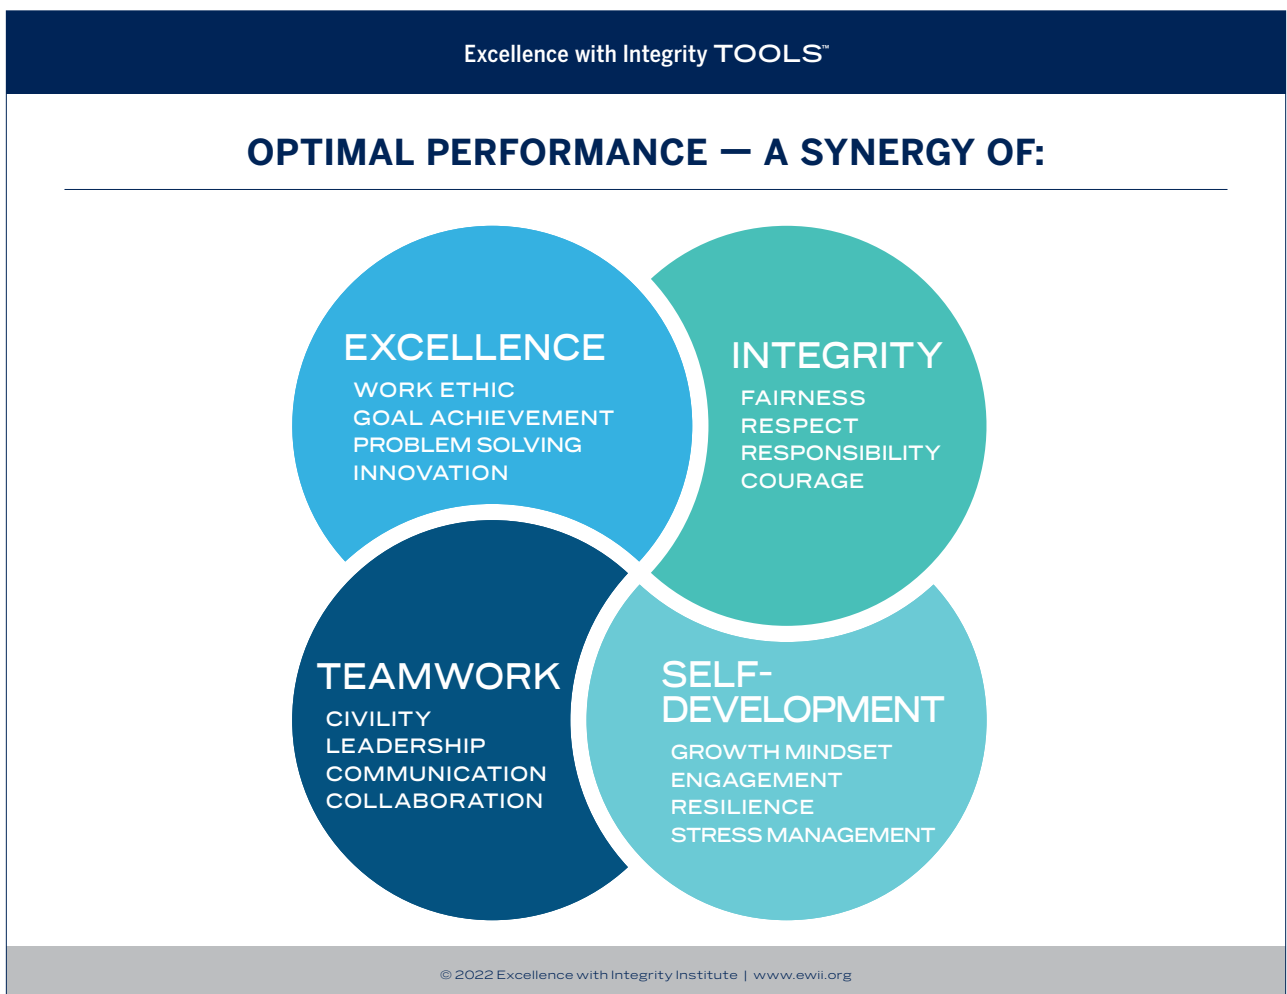 Excellence with Integrity TOOLS™
OPTIMAL PERFORMANCE — A SYNERGY OF:
EXCELLENCE
WORK ETHIC
GOAL ACHIEVEMENT
PROBLEM SOLVING
INNOVATION
INTEGRITY
FAIRNESS
RESPECT
RESPONSIBILITY
COURAGE
TEAMWORK
CIVILITY
LEADERSHIP
COMMUNICATION
COLLABORATION
SELF-
DEVELOPMENT
GROWTH MINDSET
ENGAGEMENT
RESILIENCE
STRESS MANAGEMENT
© 2022 Excellence with Integrity Institute | www.ewii.org